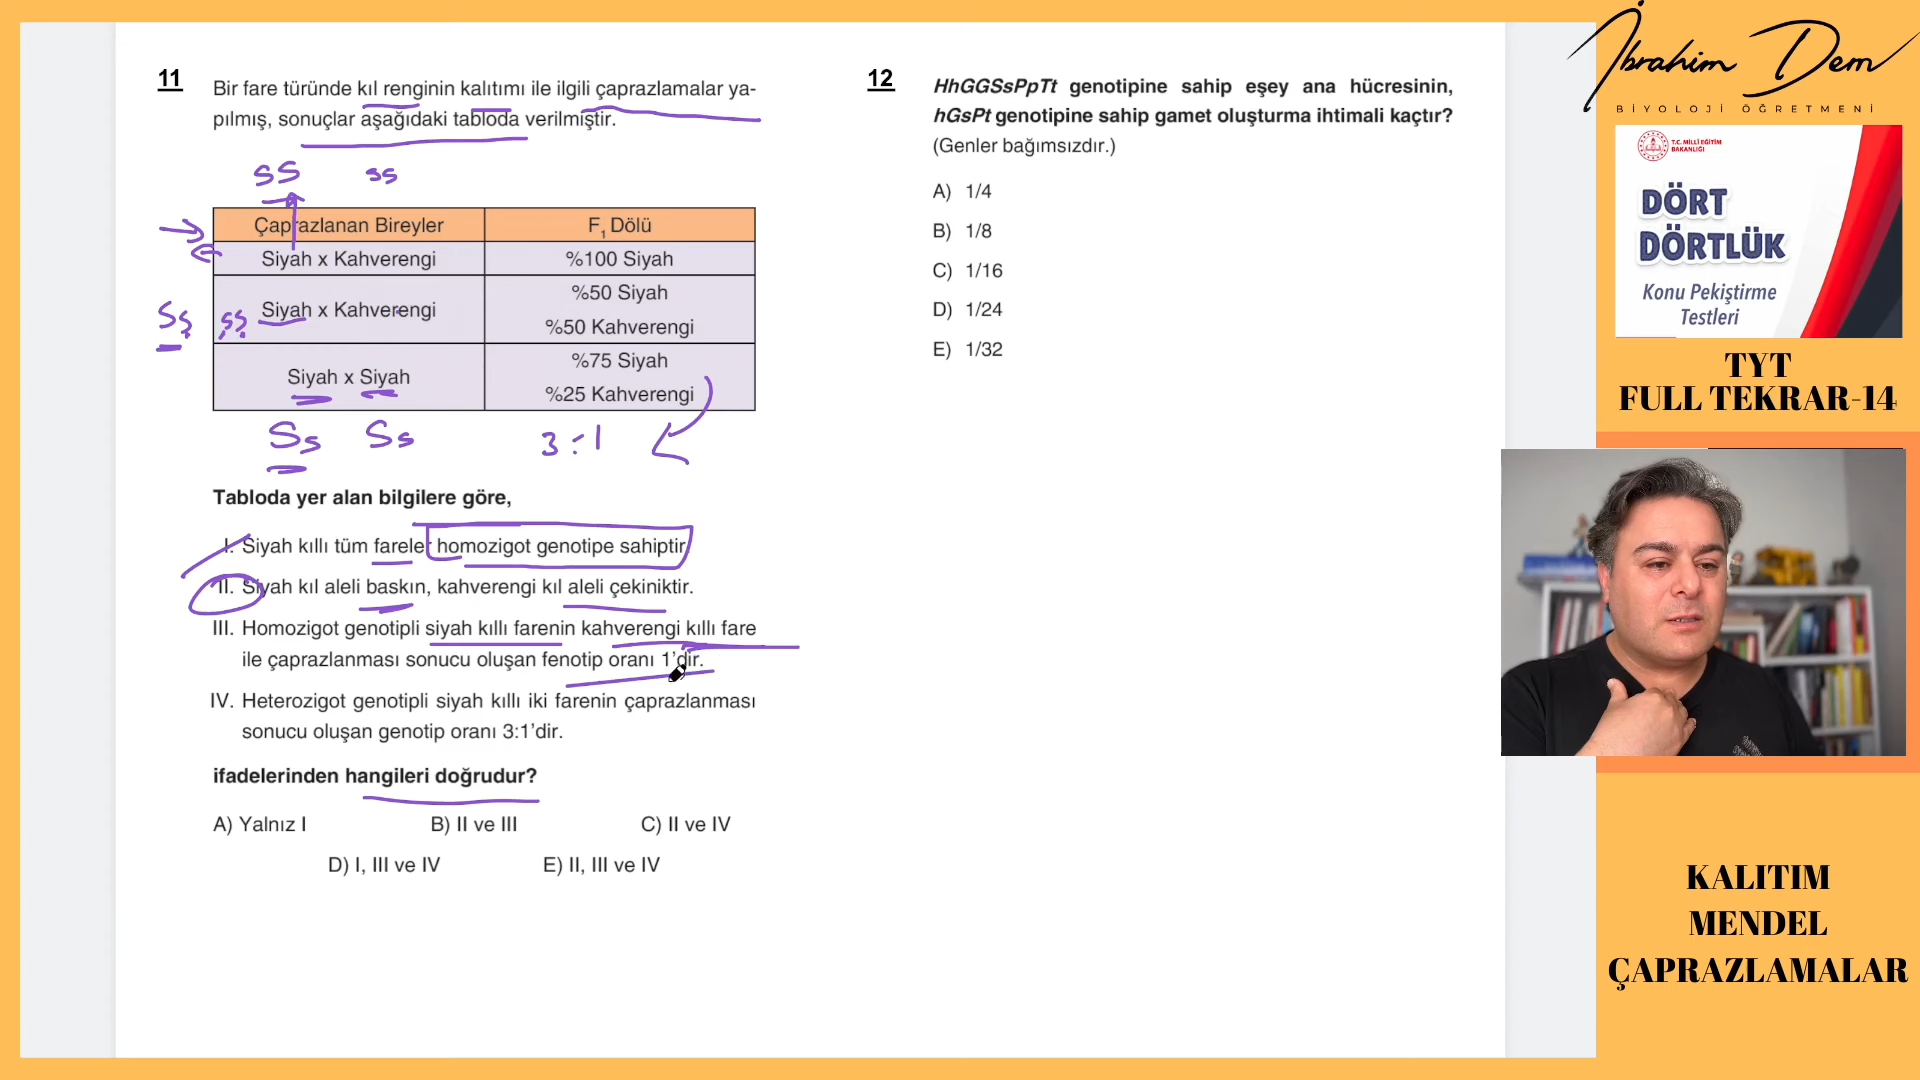 11
Bir fare türünde kıl renginin kalıtımı ile ilgili çaprazlamalar ya-
pılmış, sonuçlar aşağıdaki tabloda verilmiştir.
SS ss
Çaprazlanan Bireyler F1 Dölü
Siyah x Kahverengi %100 Siyah
Ss ss Siyah x Kahverengi %50 Siyah
%50 Kahverengi
Siyah x Siyah %75 Siyah
%25 Kahverengi
Ss Ss 3:1
Tabloda yer alan bilgilere göre,
I. Siyah kıllı tüm fareler homozigot genotipe sahiptir.
II. Siyah kıl aleli baskın, kahverengi kıl aleli çekiniktir.
III. Homozigot genotipli siyah kıllı farenin kahverengi kıllı fare
ile çaprazlanması sonucu oluşan fenotip oranı 1'dir.
IV. Heterozigot genotipli siyah kıllı iki farenin çaprazlanması
sonucu oluşan genotip oranı 3:1'dir.
ifadelerinden hangileri doğrudur?
A) Yalnız I B) II ve III C) II ve IV
D) I, III ve IV E) II, III ve IV
12
HhGGSsPpTt genotipine sahip eşey ana hücresinin,
hGsPt genotipine sahip gamet oluşturma ihtimali kaçtır?
(Genler bağımsızdır.)
A) 1/4
B) 1/8
C) 1/16
D) 1/24
E) 1/32
İbrahim Dem
BİYOLOJİ ÖĞRETMENİ
T.C. MİLLÎ EĞİTİM
BAKANLIĞI
DÖRT
DÖRTLÜK
Konu Pekiştirme
Testleri
TYT
FULL TEKRAR-14
KALITIM
MENDEL
ÇAPRAZLAMALAR